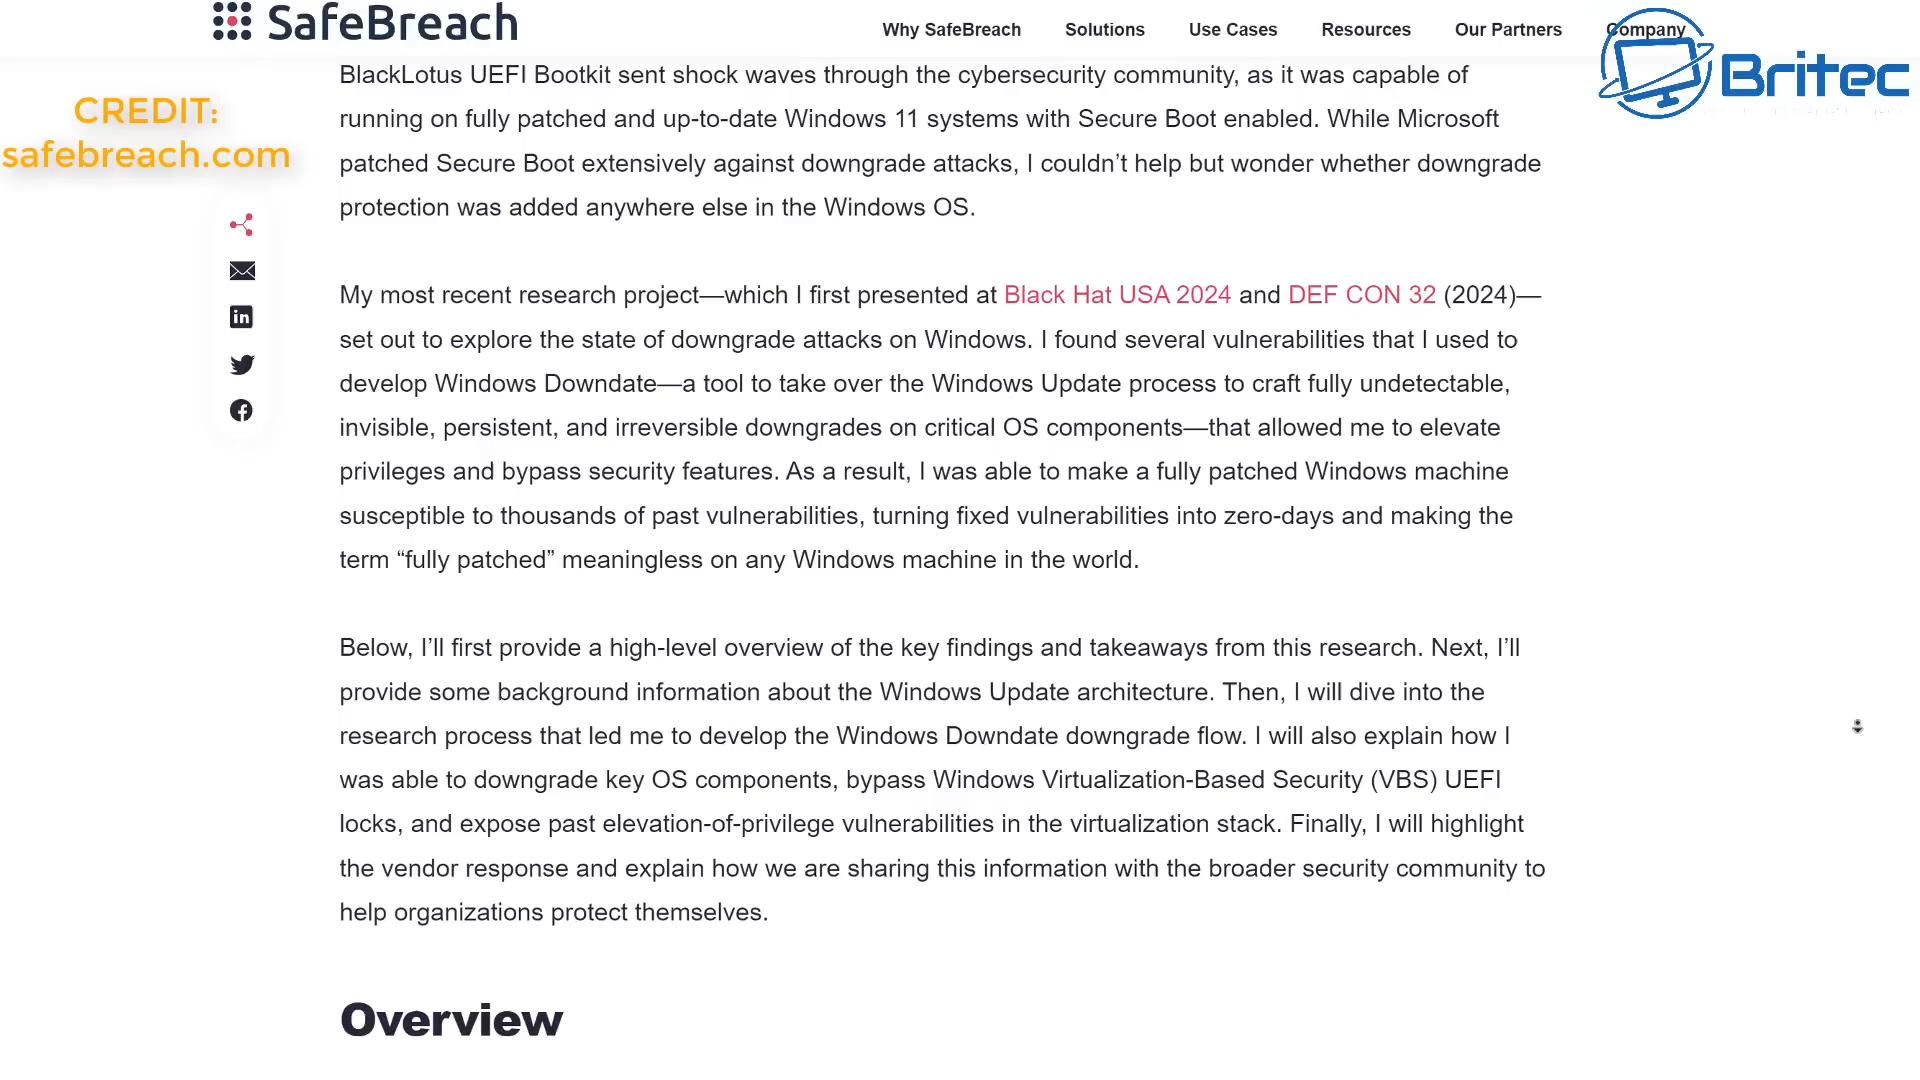 SafeBreach
Why SafeBreach Solutions Use Cases Resources Our Partners Company
Britec
CREDIT:
safebreach.com
BlackLotus UEFI Bootkit sent shock waves through the cybersecurity community, as it was capable of
running on fully patched and up-to-date Windows 11 systems with Secure Boot enabled. While Microsoft
patched Secure Boot extensively against downgrade attacks, I couldn’t help but wonder whether downgrade
protection was added anywhere else in the Windows OS.
My most recent research project—which I first presented at Black Hat USA 2024 and DEF CON 32 (2024)—
set out to explore the state of downgrade attacks on Windows. I found several vulnerabilities that I used to
develop Windows Downdate—a tool to take over the Windows Update process to craft fully undetectable,
invisible, persistent, and irreversible downgrades on critical OS components—that allowed me to elevate
privileges and bypass security features. As a result, I was able to make a fully patched Windows machine
susceptible to thousands of past vulnerabilities, turning fixed vulnerabilities into zero-days and making the
term “fully patched” meaningless on any Windows machine in the world.
Below, I’ll first provide a high-level overview of the key findings and takeaways from this research. Next, I’ll
provide some background information about the Windows Update architecture. Then, I will dive into the
research process that led me to develop the Windows Downdate downgrade flow. I will also explain how I
was able to downgrade key OS components, bypass Windows Virtualization-Based Security (VBS) UEFI
locks, and expose past elevation-of-privilege vulnerabilities in the virtualization stack. Finally, I will highlight
the vendor response and explain how we are sharing this information with the broader security community to
help organizations protect themselves.
Overview